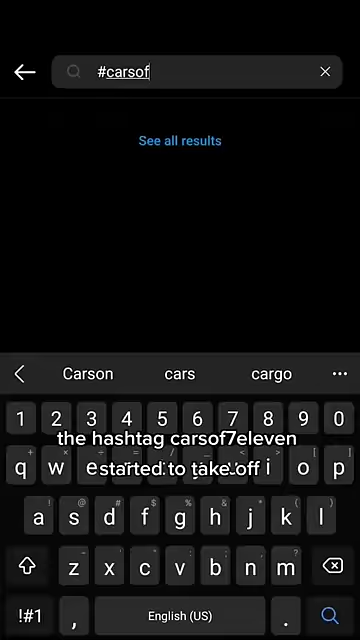 #carsof
See all results
Carson cars cargo
1 2 3 4 5 6 7 8 9 0
the hashtag carsof7eleven
started to take off
q w e i o p
a s d f g h j k l
z x c v b n m
!#1 , English (US) .